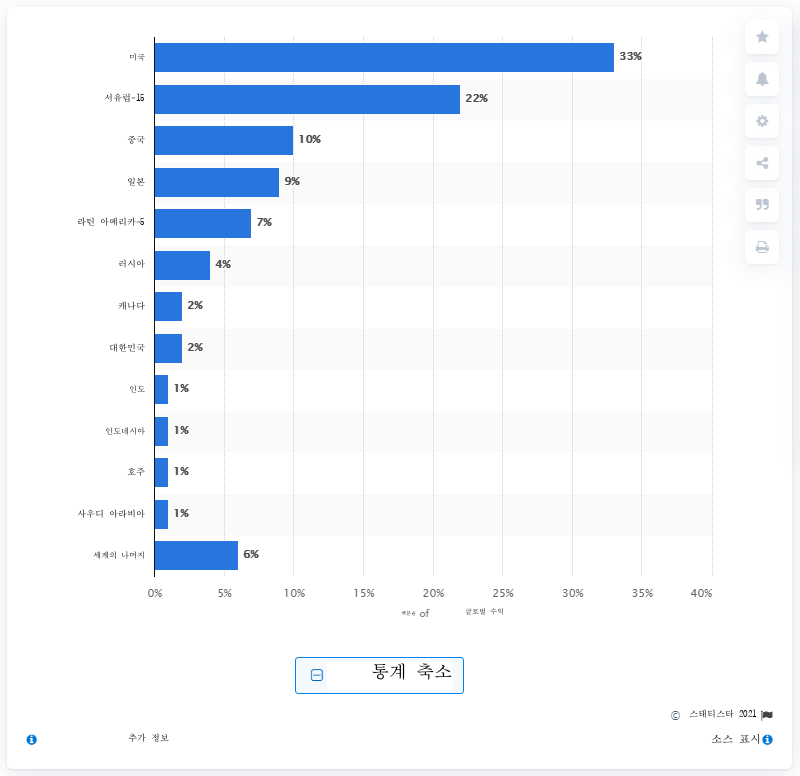 미국 33%
서유럽-15 22%
중국 10%
일본 9%
라틴 아메리카-5 7%
러시아 4%
캐나다 2%
대한민국 2%
인도 1%
인도네시아 1%
호주 1%
사우디 아라비아 1%
세계의 나머지 6%
0% 5% 10% 15% 20% 25% 30% 35% 40%
of 글로벌 수익
통계 축소
© 스태티스타 2021
추가 정보
소스 표시